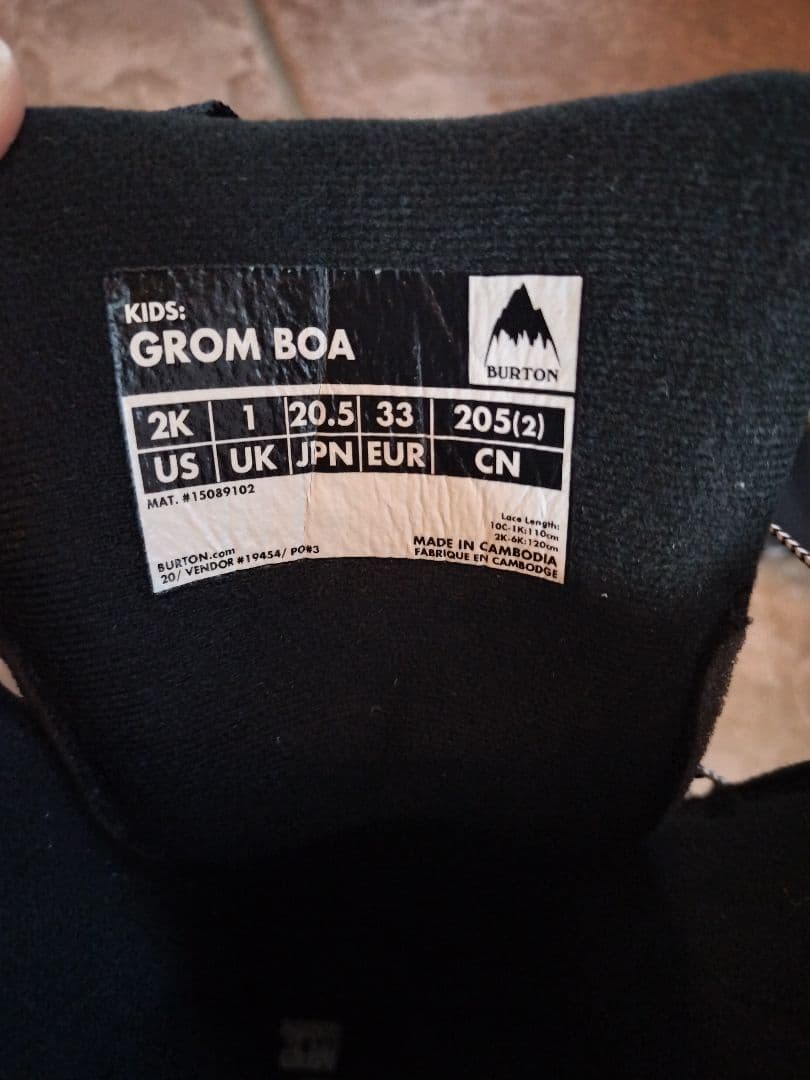 KIDS:
GROM BOA
BURTON
2K 1 20.5 33 205(2)
US UK JPN EUR CN
MAT. #15089102
Lace Length:
10C-1K:110cm
2K-6K:120cm
BURTON.com
20/ VENDOR #19454/ PO#3
MADE IN CAMBODIA
FABRIQUE EN CAMBODGE